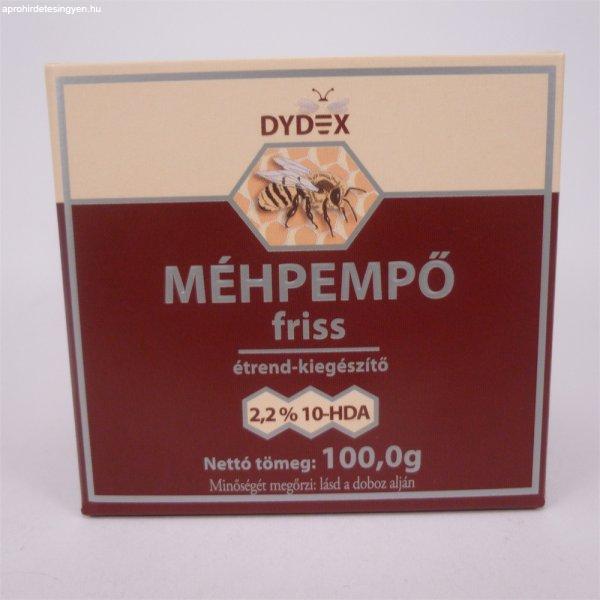 aprohirdetesingyen.hu
DYDEX
MÉHPEMPŐ
friss
étrend-kiegészítő
2,2% 10-HDA
Nettó tömeg: 100,0g
Minőségét megőrzi: lásd a doboz alján